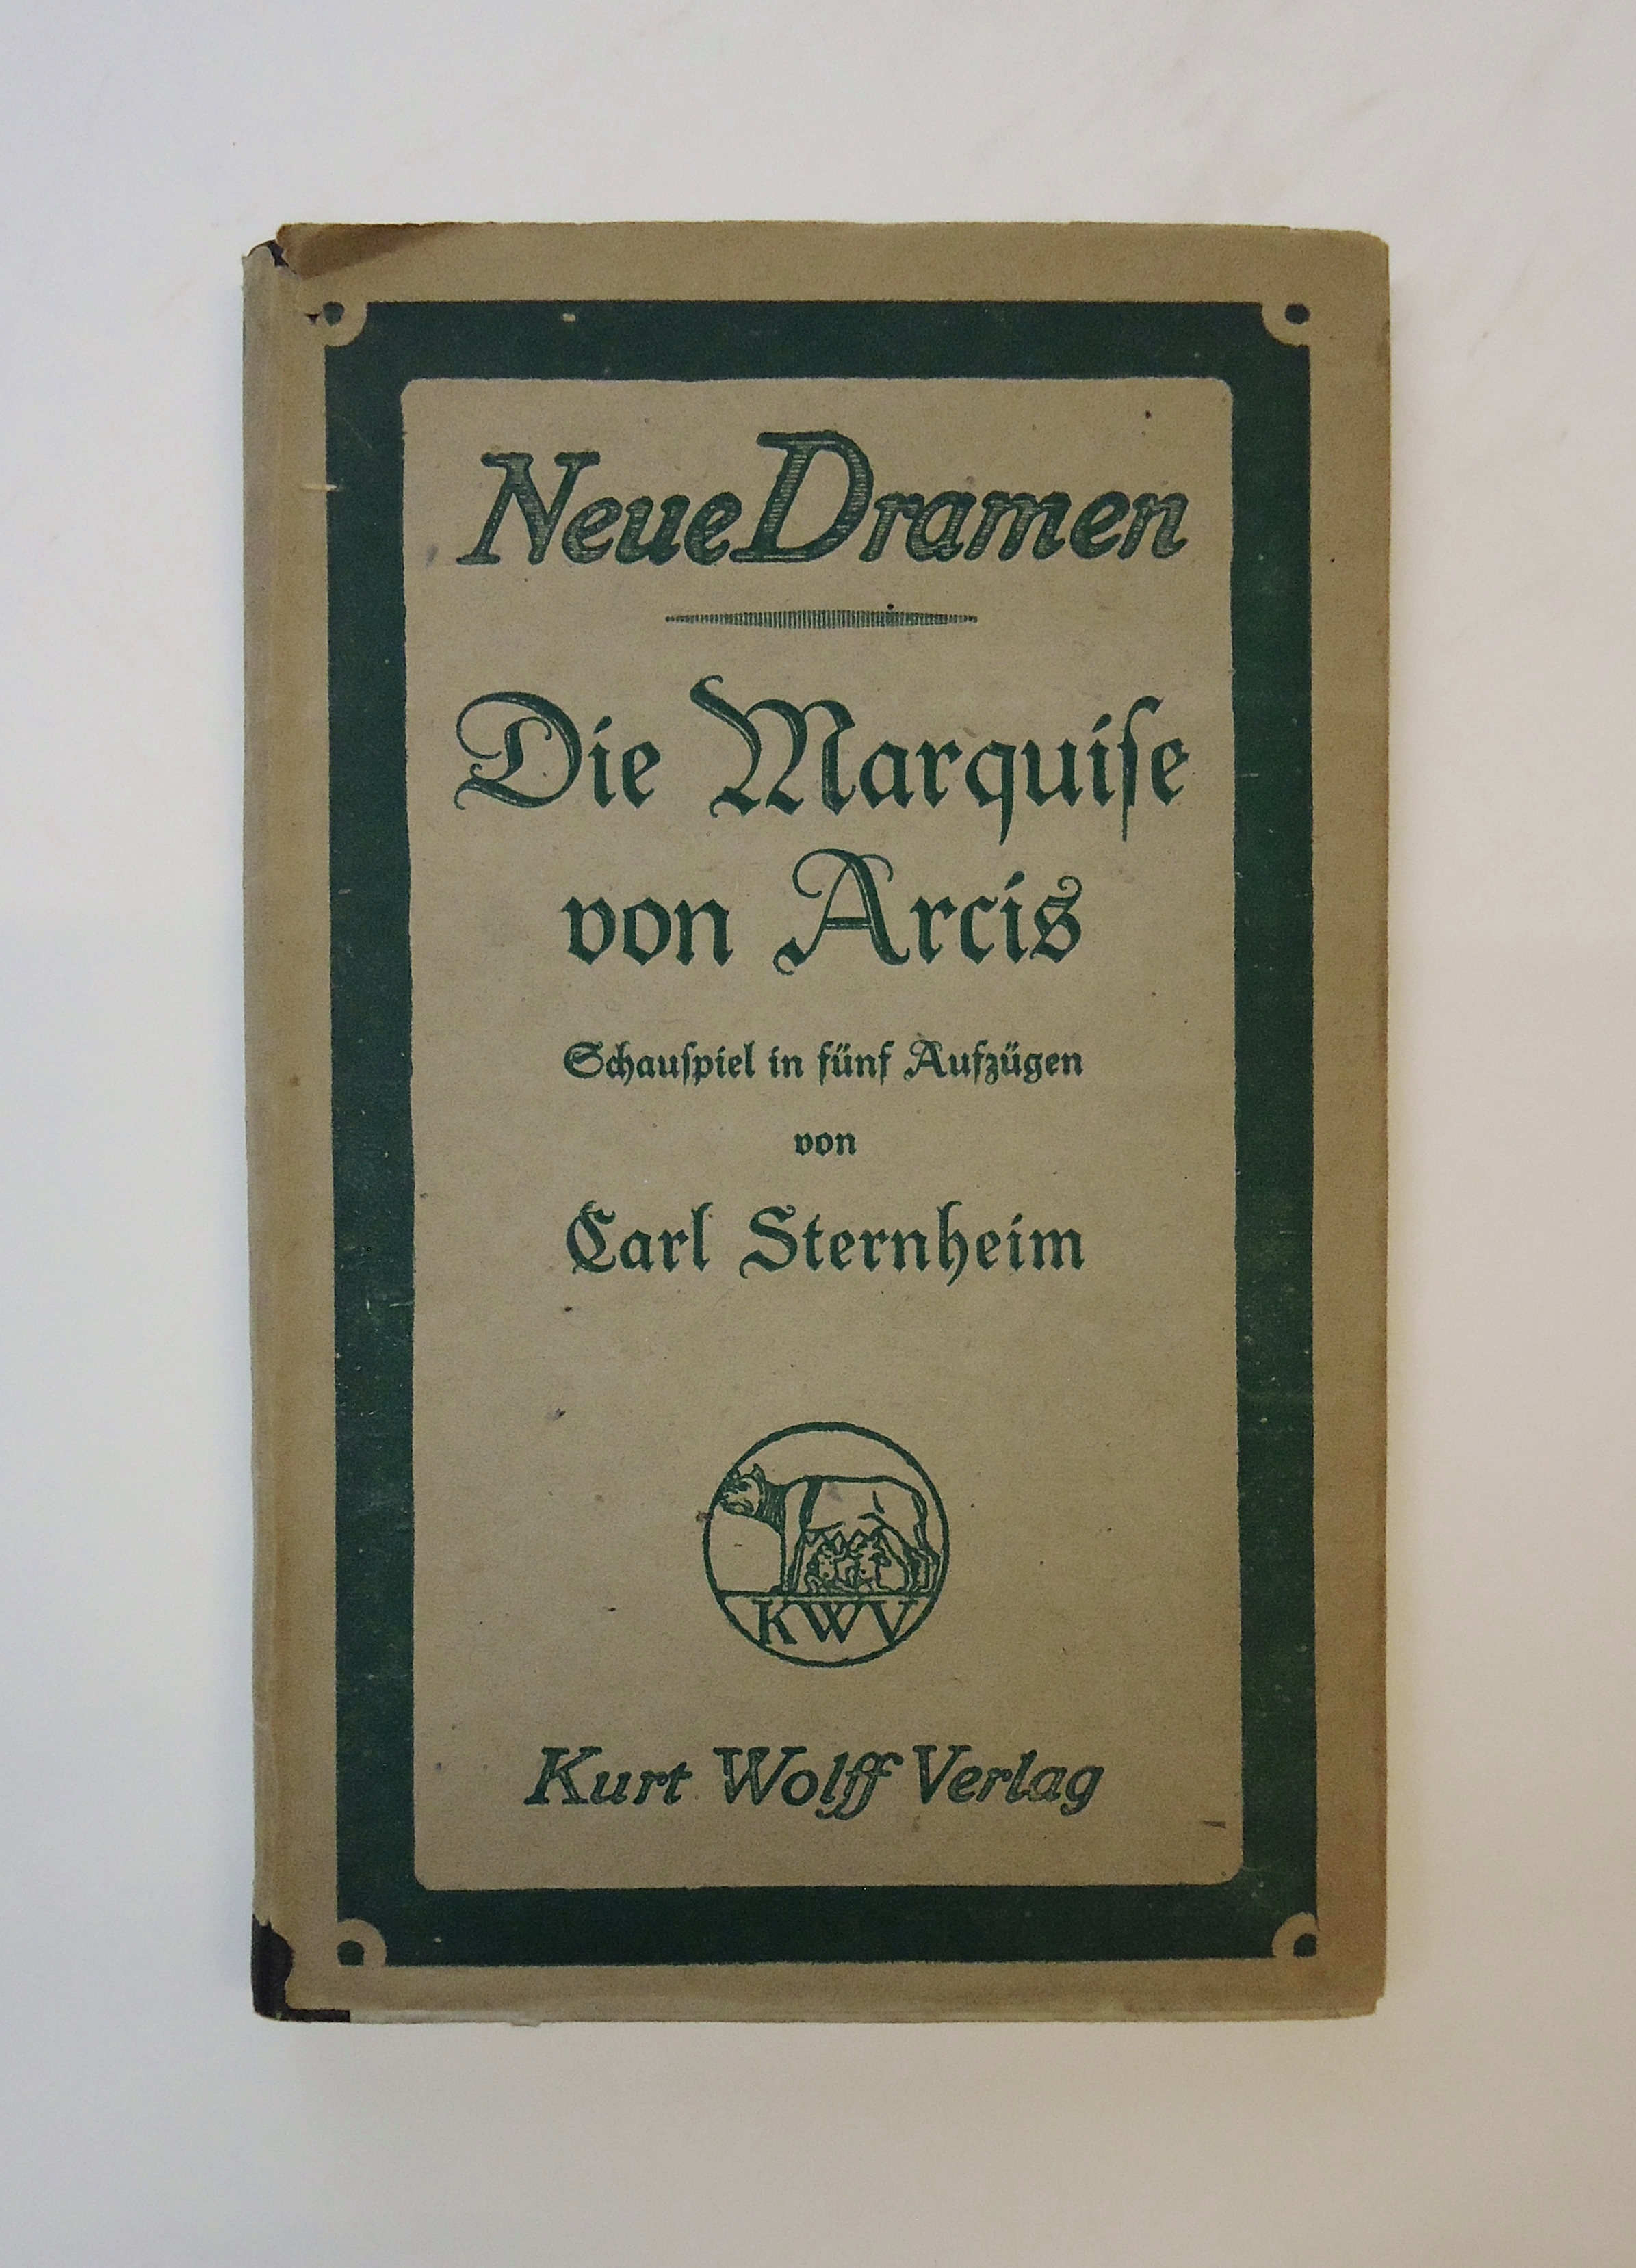 Neue Dramen
Die Marquiſe
von Arcis
Schauſpiel in fünf Aufzügen
von
Carl Sternheim
KWV
Kurt Wolff Verlag